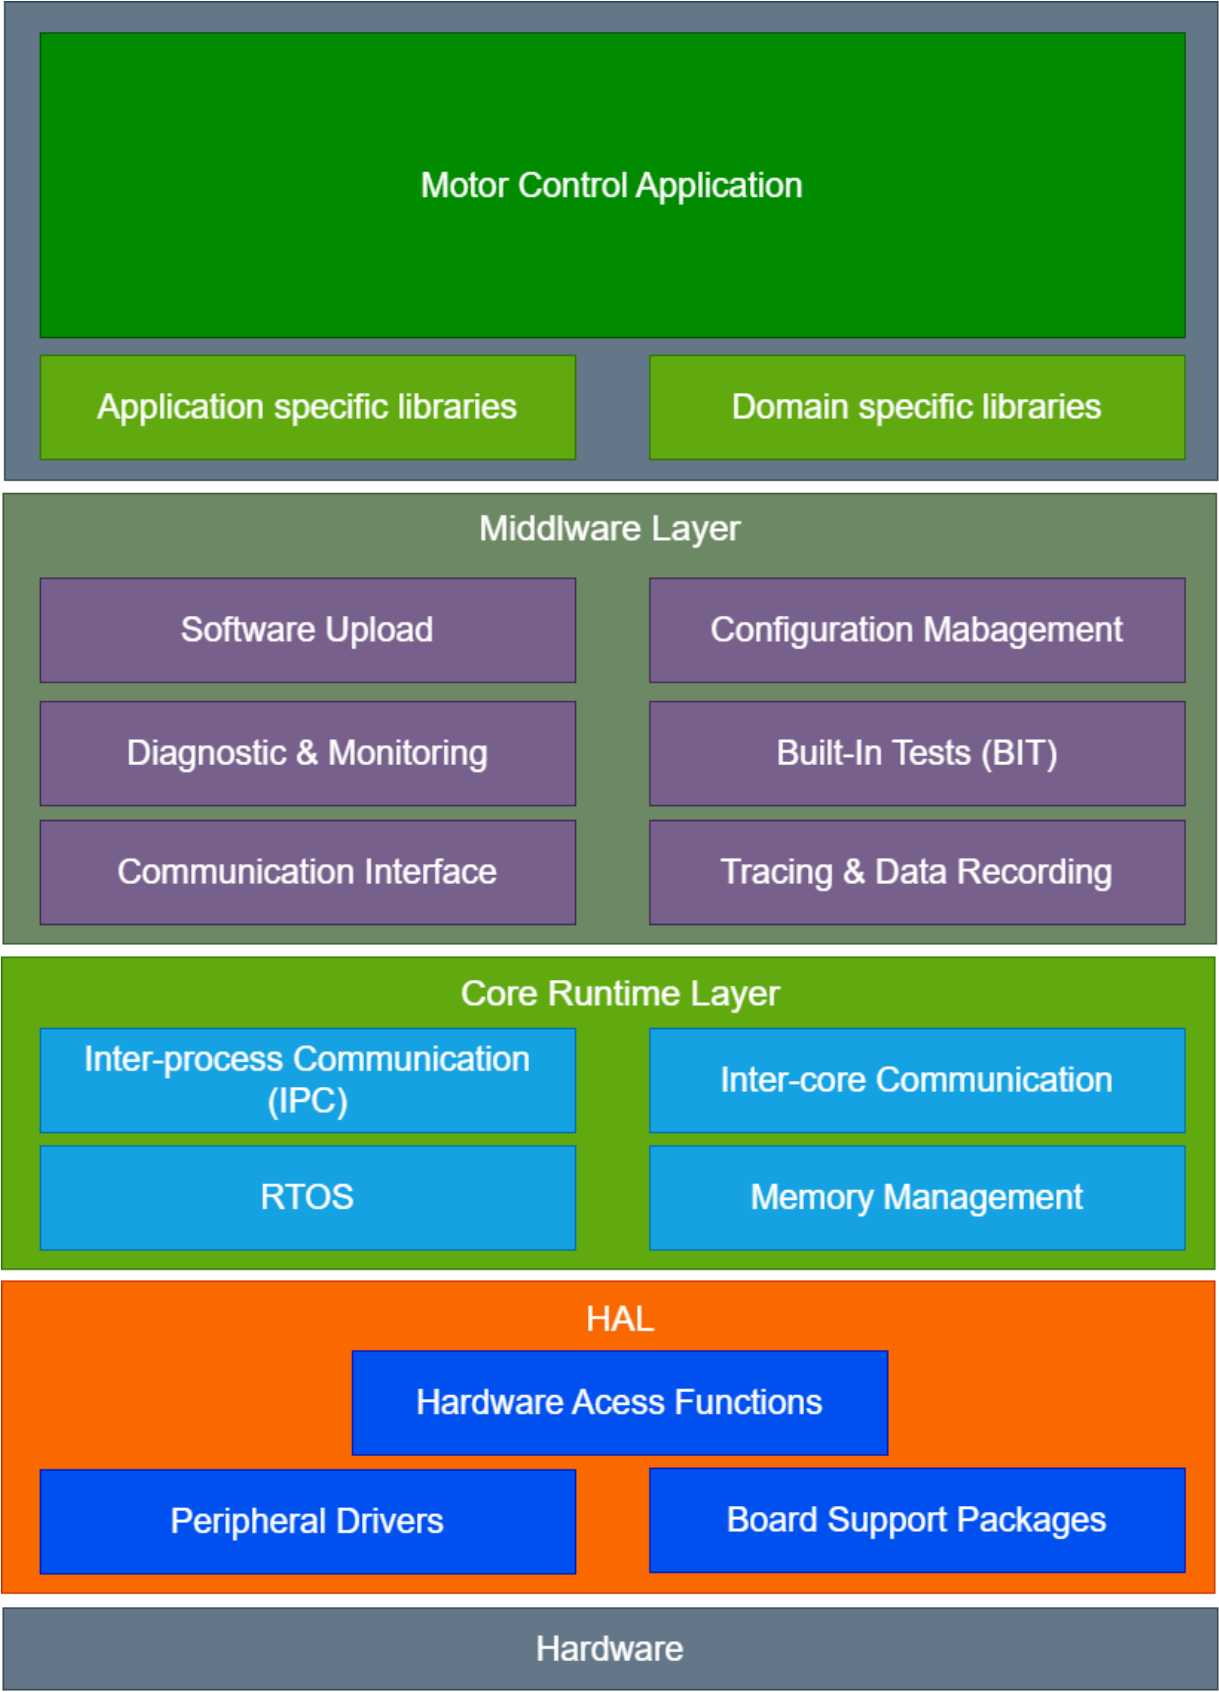 Motor Control Application
Application specific libraries
Domain specific libraries
Middlware Layer
Software Upload
Configuration Mabagement
Diagnostic & Monitoring
Built-In Tests (BIT)
Communication Interface
Tracing & Data Recording
Core Runtime Layer
Inter-process Communication
(IPC)
Inter-core Communication
RTOS
Memory Management
HAL
Hardware Acess Functions
Peripheral Drivers
Board Support Packages
Hardware